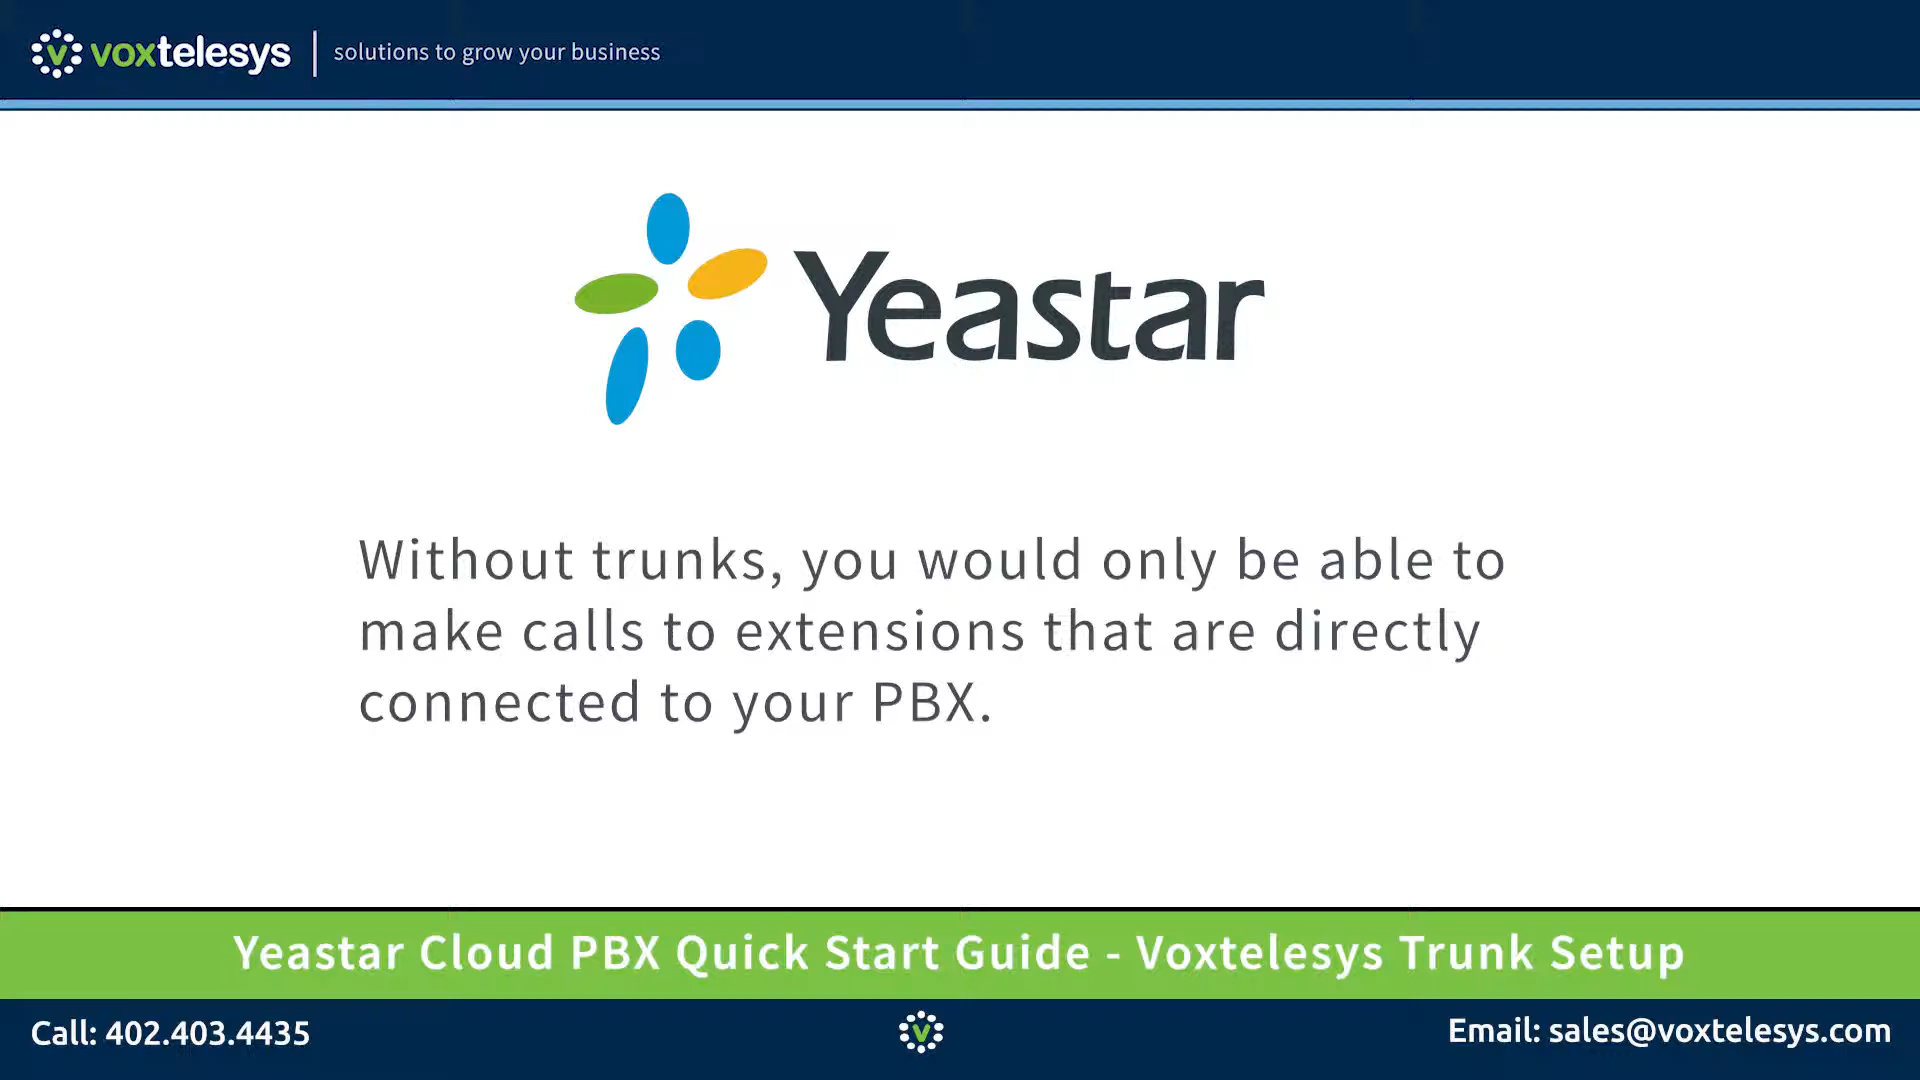 voxtelesys | solutions to grow your business
Yeastar
Without trunks, you would only be able to
make calls to extensions that are directly
connected to your PBX.
Yeastar Cloud PBX Quick Start Guide - Voxtelesys Trunk Setup
Call: 402.403.4435
Email: sales@voxtelesys.com